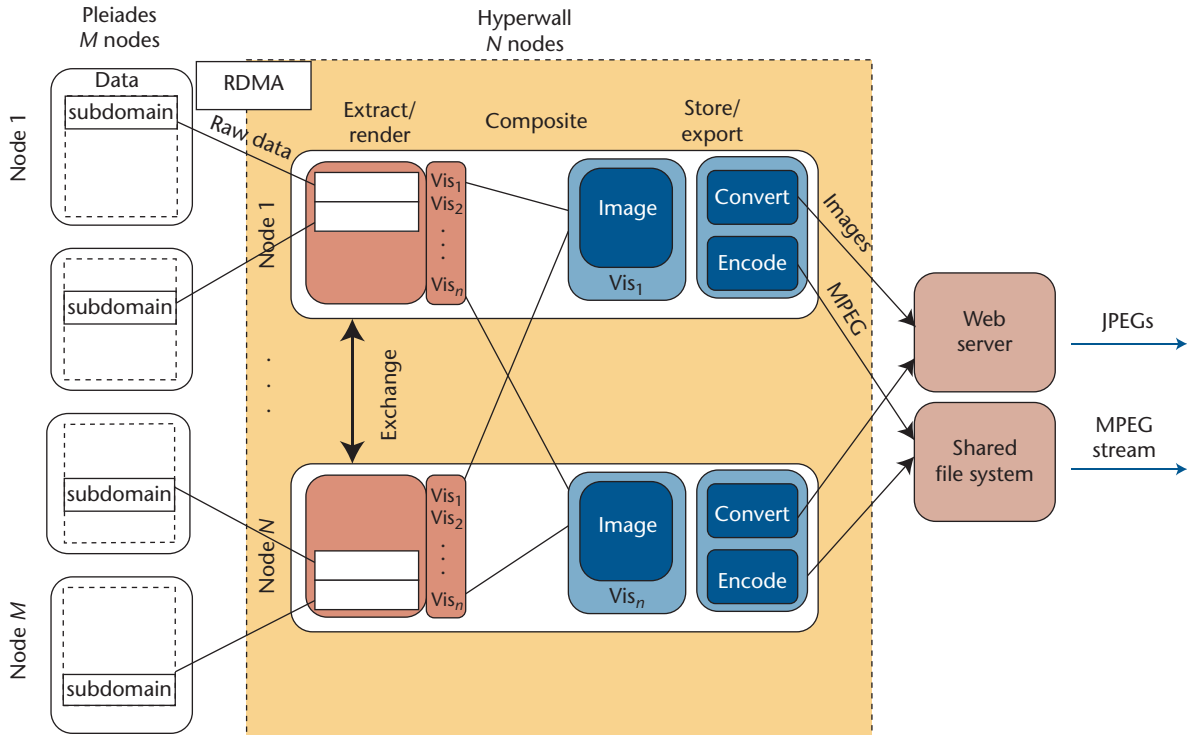 Pleiades
M nodes
Hyperwall
N nodes
Node 1
Data
subdomain
RDMA
Raw data
Extract/
render
Composite
Store/
export
Node 1
Vis1
Vis2
.
.
.
Visn
Image
Vis1
Convert
Encode
Images
MPEG
subdomain
.
.
.
Exchange
Web
server
JPEGs
Shared
file system
MPEG
stream
subdomain
Node N
Vis1
Vis2
.
.
.
Visn
Image
Visn
Convert
Encode
Node M
subdomain